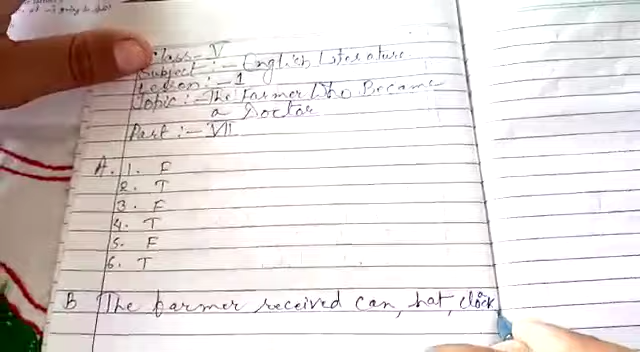 Class - V
Subject :- English Literature
Lesson :- 1
Topic :- The Farmer Who Became
a Doctor
Part :- VII
A. 1. F
2. T
3. F
4. T
5. F
6. T
B The farmer received can, hat, clock